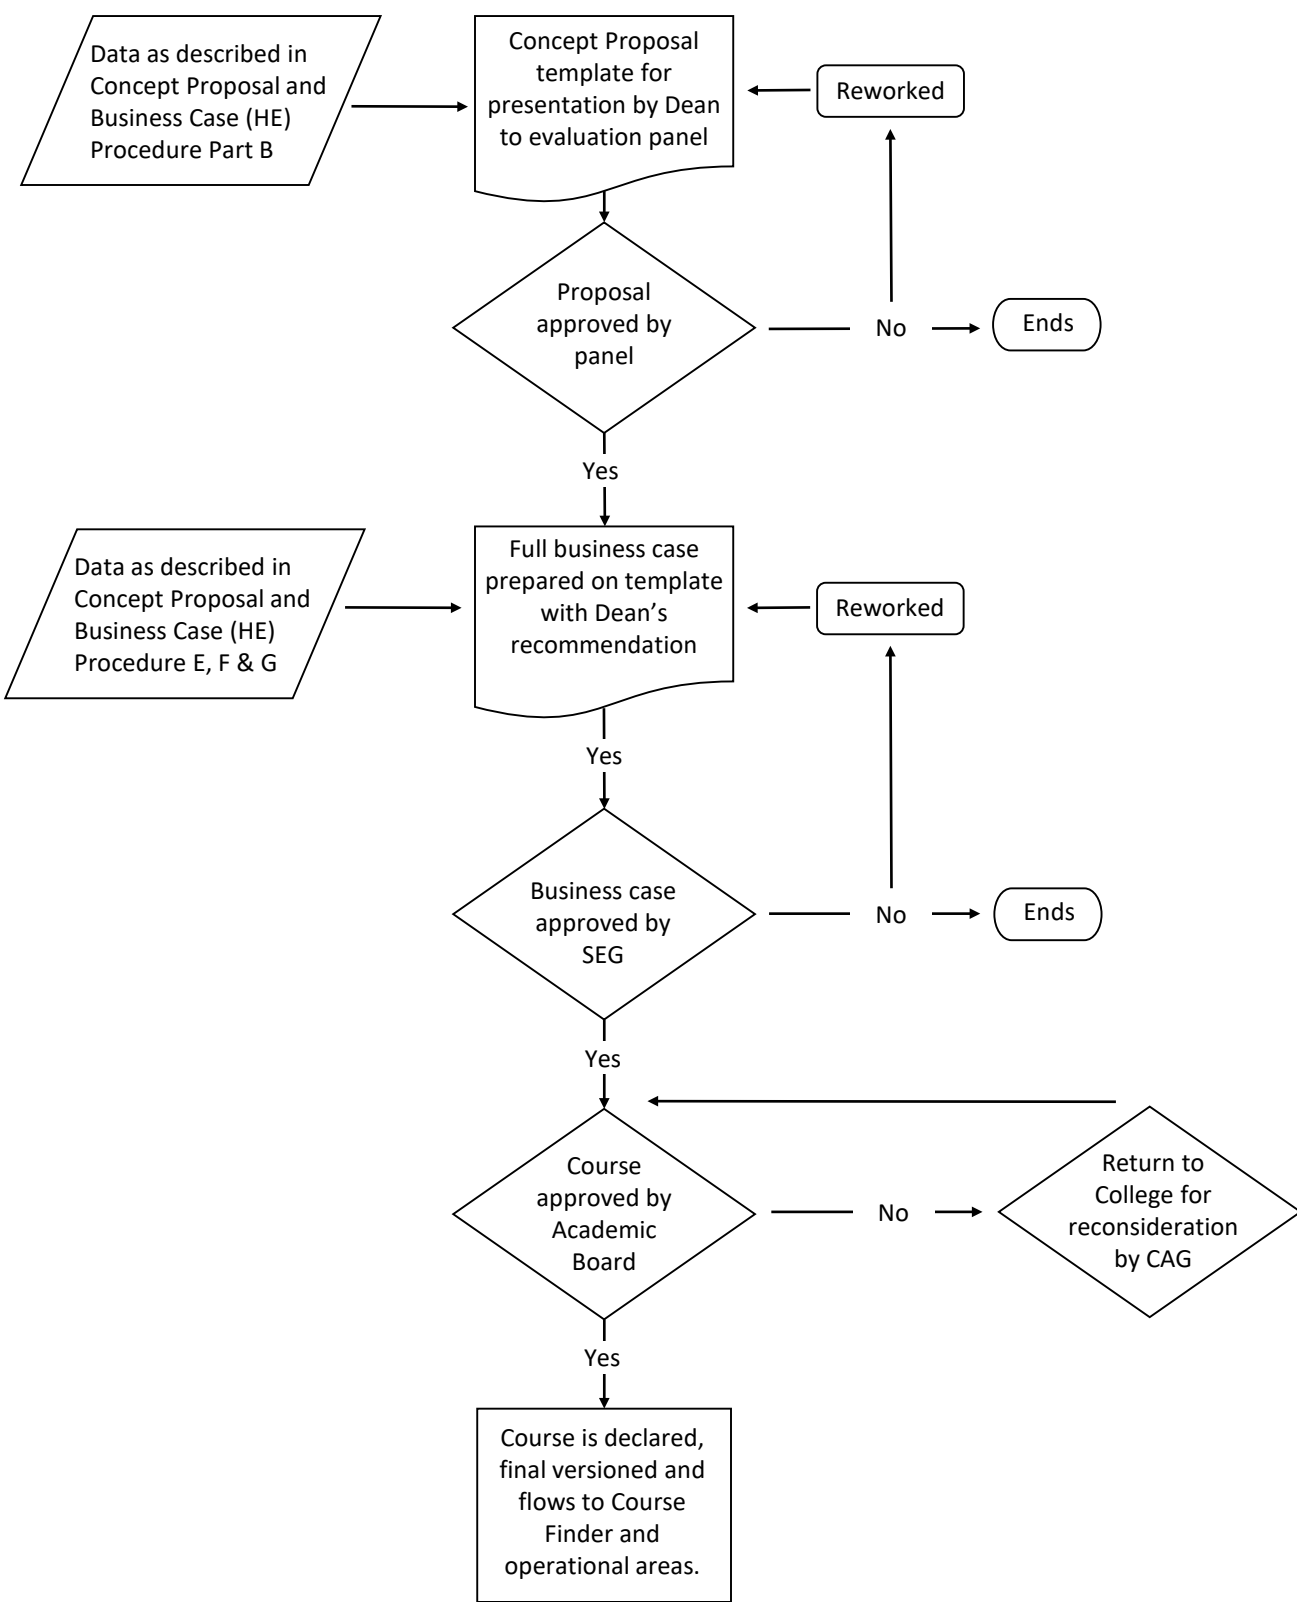 Data as described in
Concept Proposal and
Business Case (HE)
Procedure Part B
Concept Proposal
template for
presentation by Dean
to evaluation panel
Reworked
Proposal
approved by
panel
No
Ends
Yes
Data as described in
Concept Proposal and
Business Case (HE)
Procedure E, F & G
Full business case
prepared on template
with Dean’s
recommendation
Reworked
Yes
Business case
approved by
SEG
No
Ends
Yes
Course
approved by
Academic
Board
No
Return to
College for
reconsideration
by CAG
Yes
Course is declared,
final versioned and
flows to Course
Finder and
operational areas.